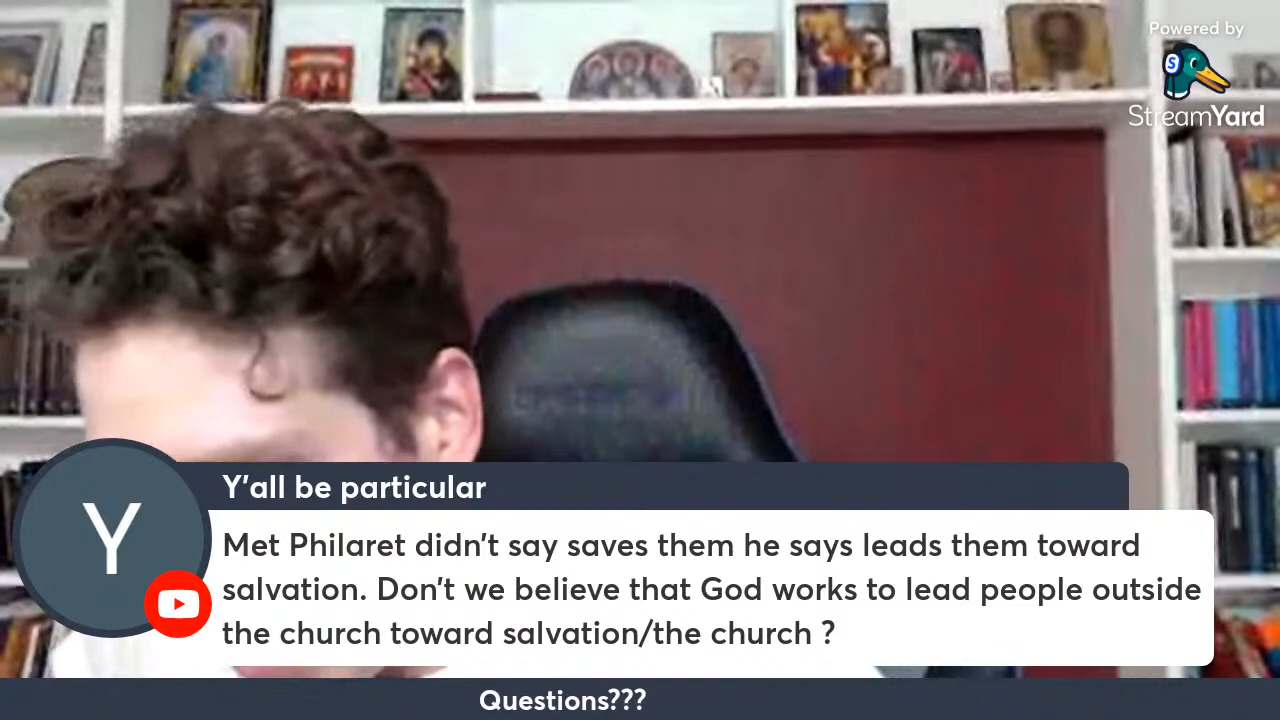 Powered by
StreamYard
Y'all be particular
Y
Met Philaret didn't say saves them he says leads them toward
salvation. Don't we believe that God works to lead people outside
the church toward salvation/the church ?
Questions???